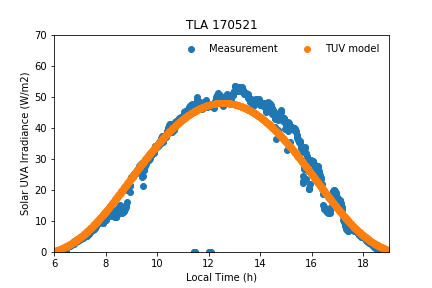 TLA 170521
Measurement TUV model
Solar UVA Irradiance (W/m2)
70
60
50
40
30
20
10
0
6 8 10 12 14 16 18
Local Time (h)